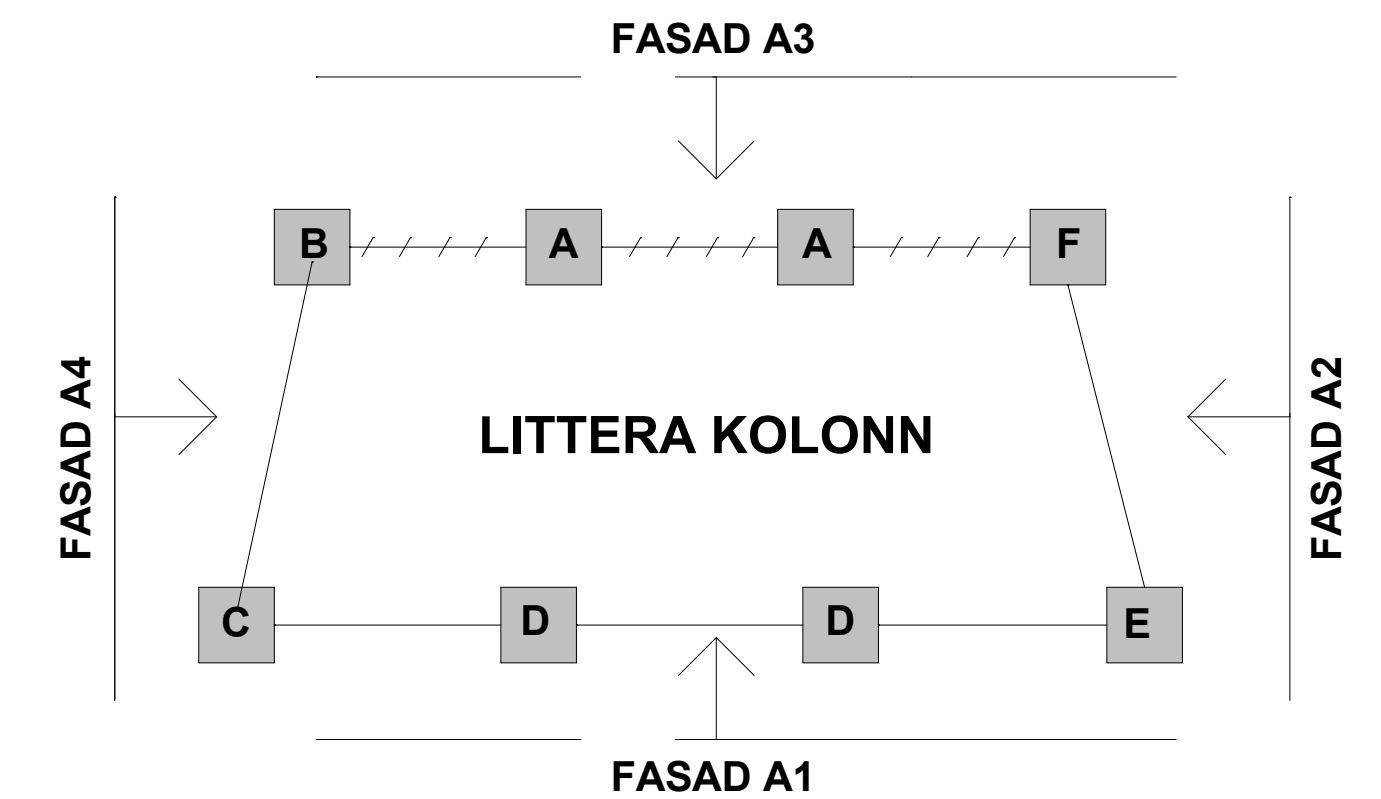 FASAD A3
B A A F
FASAD A4
LITTERA KOLONN
FASAD A2
C D D E
FASAD A1